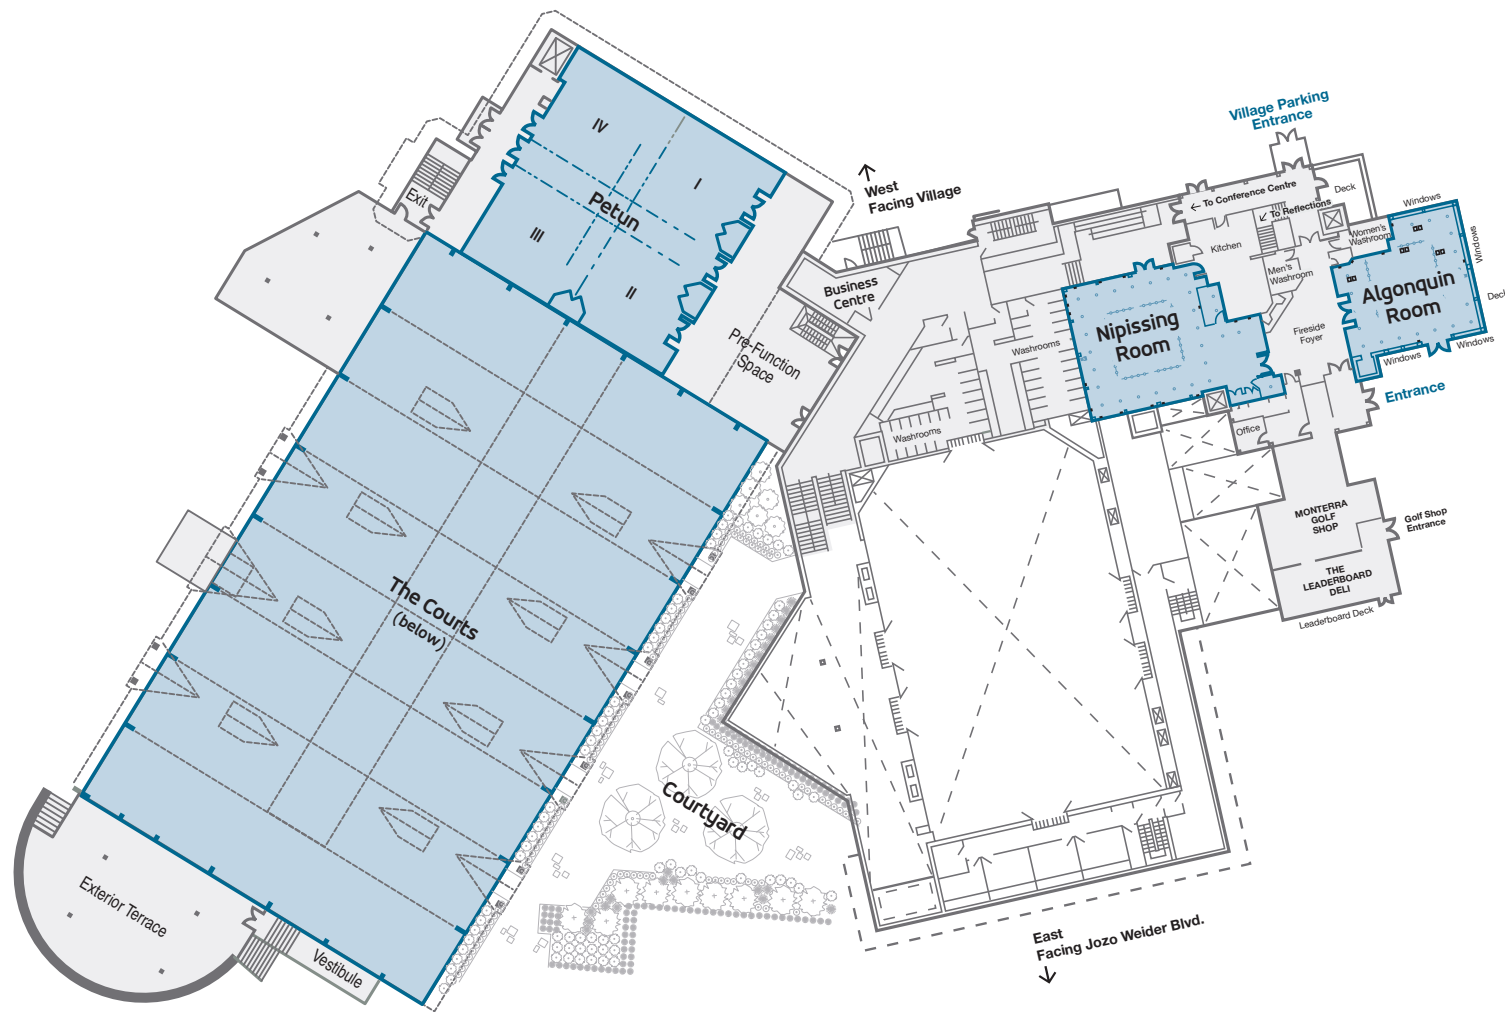 Village Parking
Entrance
West
Facing Village
To Conference Centre
To Reflections
Deck
Windows
Windows
Kitchen
Women's
Washroom
Men's
Washroom
Algonquin
Room
Deck
Fireside
Foyer
Windows
Windows
Entrance
Nipissing
Room
Business
Centre
Washrooms
Washrooms
Office
IV
I
Petun
III
II
Exit
Pre-Function
Space
MONTERRA
GOLF
SHOP
Golf Shop
Entrance
THE
LEADERBOARD
DELI
Leaderboard Deck
The Courts
(below)
Courtyard
Exterior Terrace
Vestibule
East
Facing Jozo Weider Blvd.